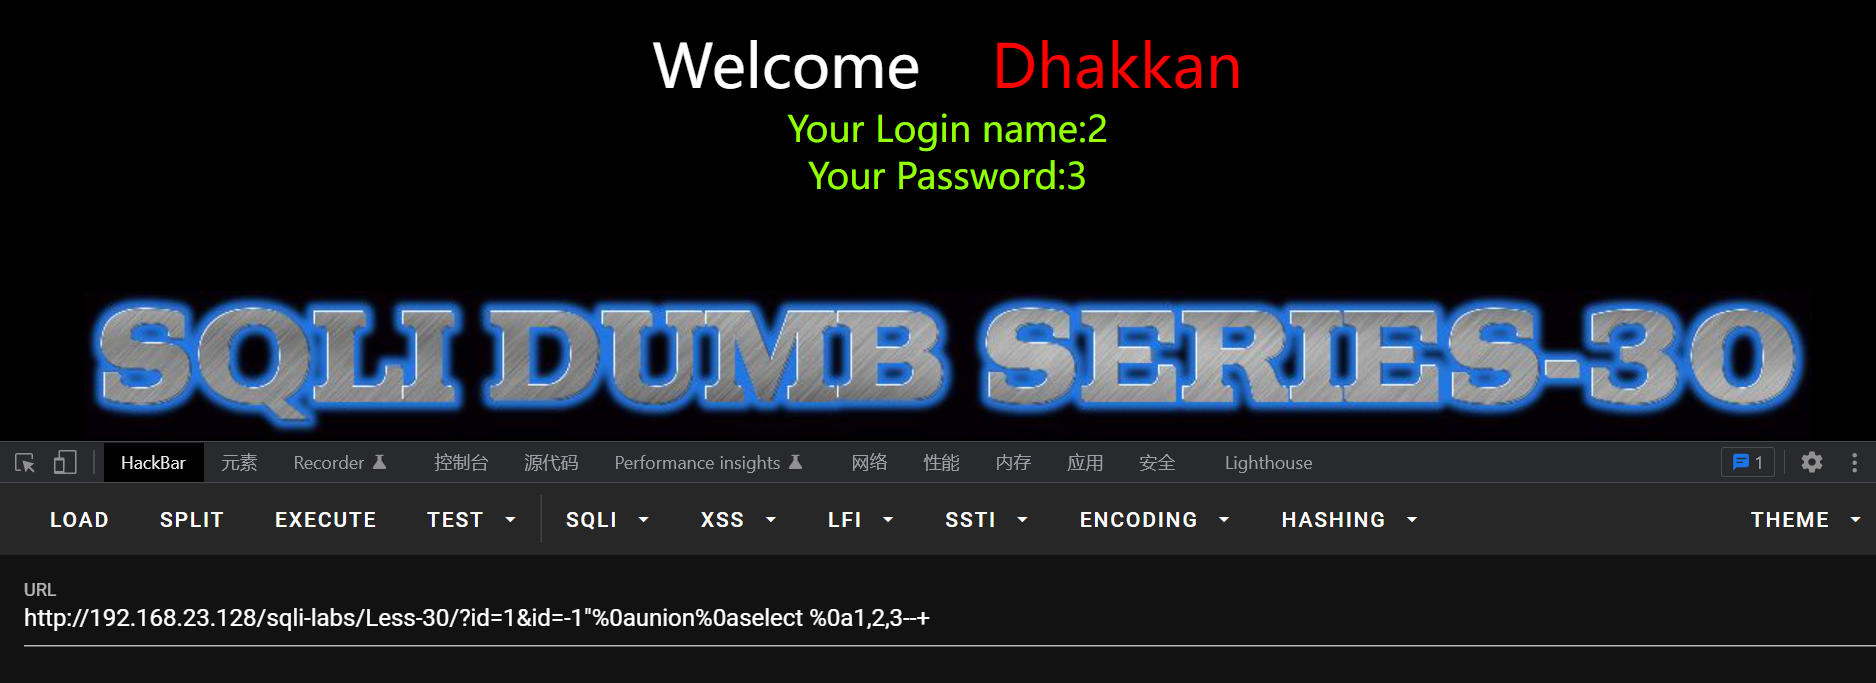 Welcome Dhakkan
Your Login name:2
Your Password:3
SQLI DUMB SERIES-30
HackBar 元素 Recorder 控制台 源代码 Performance insights 网络 性能 内存 应用 安全 Lighthouse 1
LOAD SPLIT EXECUTE TEST SQLI XSS LFI SSTI ENCODING HASHING THEME
URL
http://192.168.23.128/sqli-labs/Less-30/?id=1&id=-1"%0aunion%0aselect %0a1,2,3--+